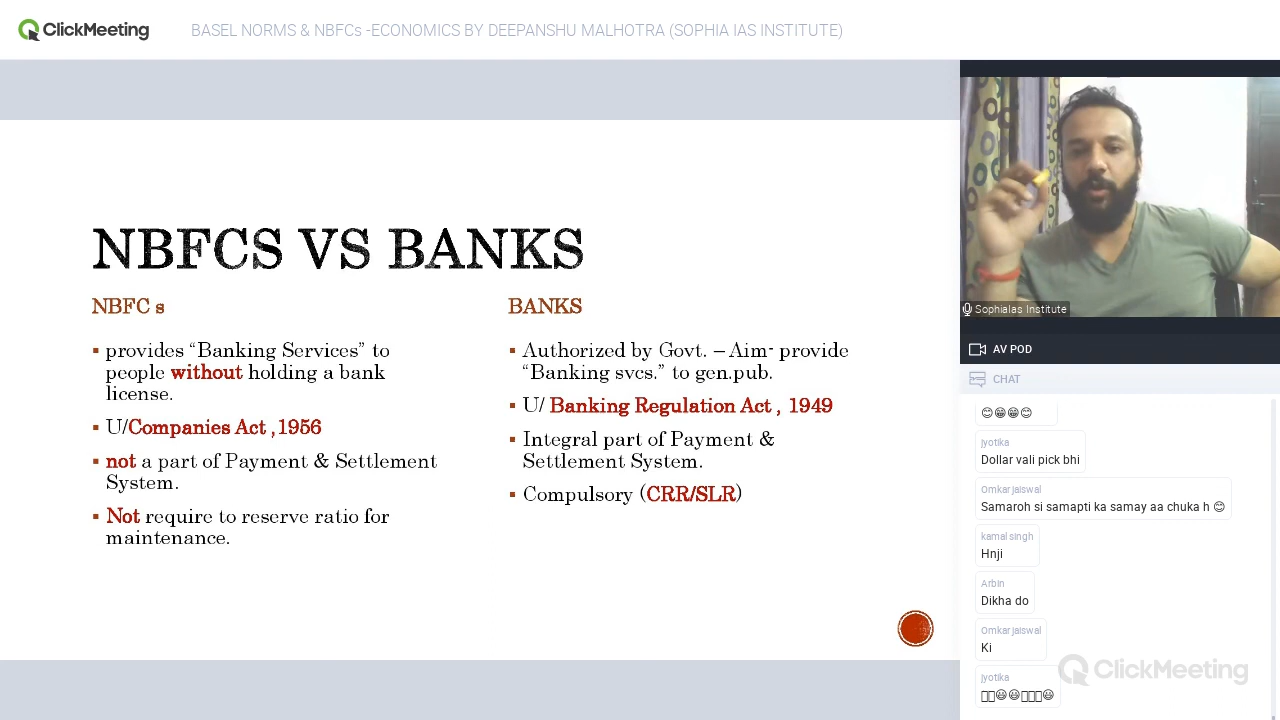 ClickMeeting
BASEL NORMS & NBFCs -ECONOMICS BY DEEPANSHU MALHOTRA (SOPHIA IAS INSTITUTE)
NBFCS VS BANKS
NBFC s
▪ provides “Banking Services” to
people without holding a bank
license.
▪ U/Companies Act ,1956
▪ not a part of Payment & Settlement
System.
▪ Not require to reserve ratio for
maintenance.
BANKS
▪ Authorized by Govt. – Aim- provide
“Banking svcs.” to gen.pub.
▪ U/ Banking Regulation Act , 1949
▪ Integral part of Payment &
Settlement System.
▪ Compulsory (CRR/SLR)
SophiaIas Institute
AV POD
CHAT
😊😁😁😊
jyotika
Dollar vali pick bhi
Omkar jaiswal
Samaroh si samapti ka samay aa chuka h 😊
kamal singh
Hnji
Arbin
Dikha do
Omkar jaiswal
Ki
jyotika
😃😃😃
ClickMeeting